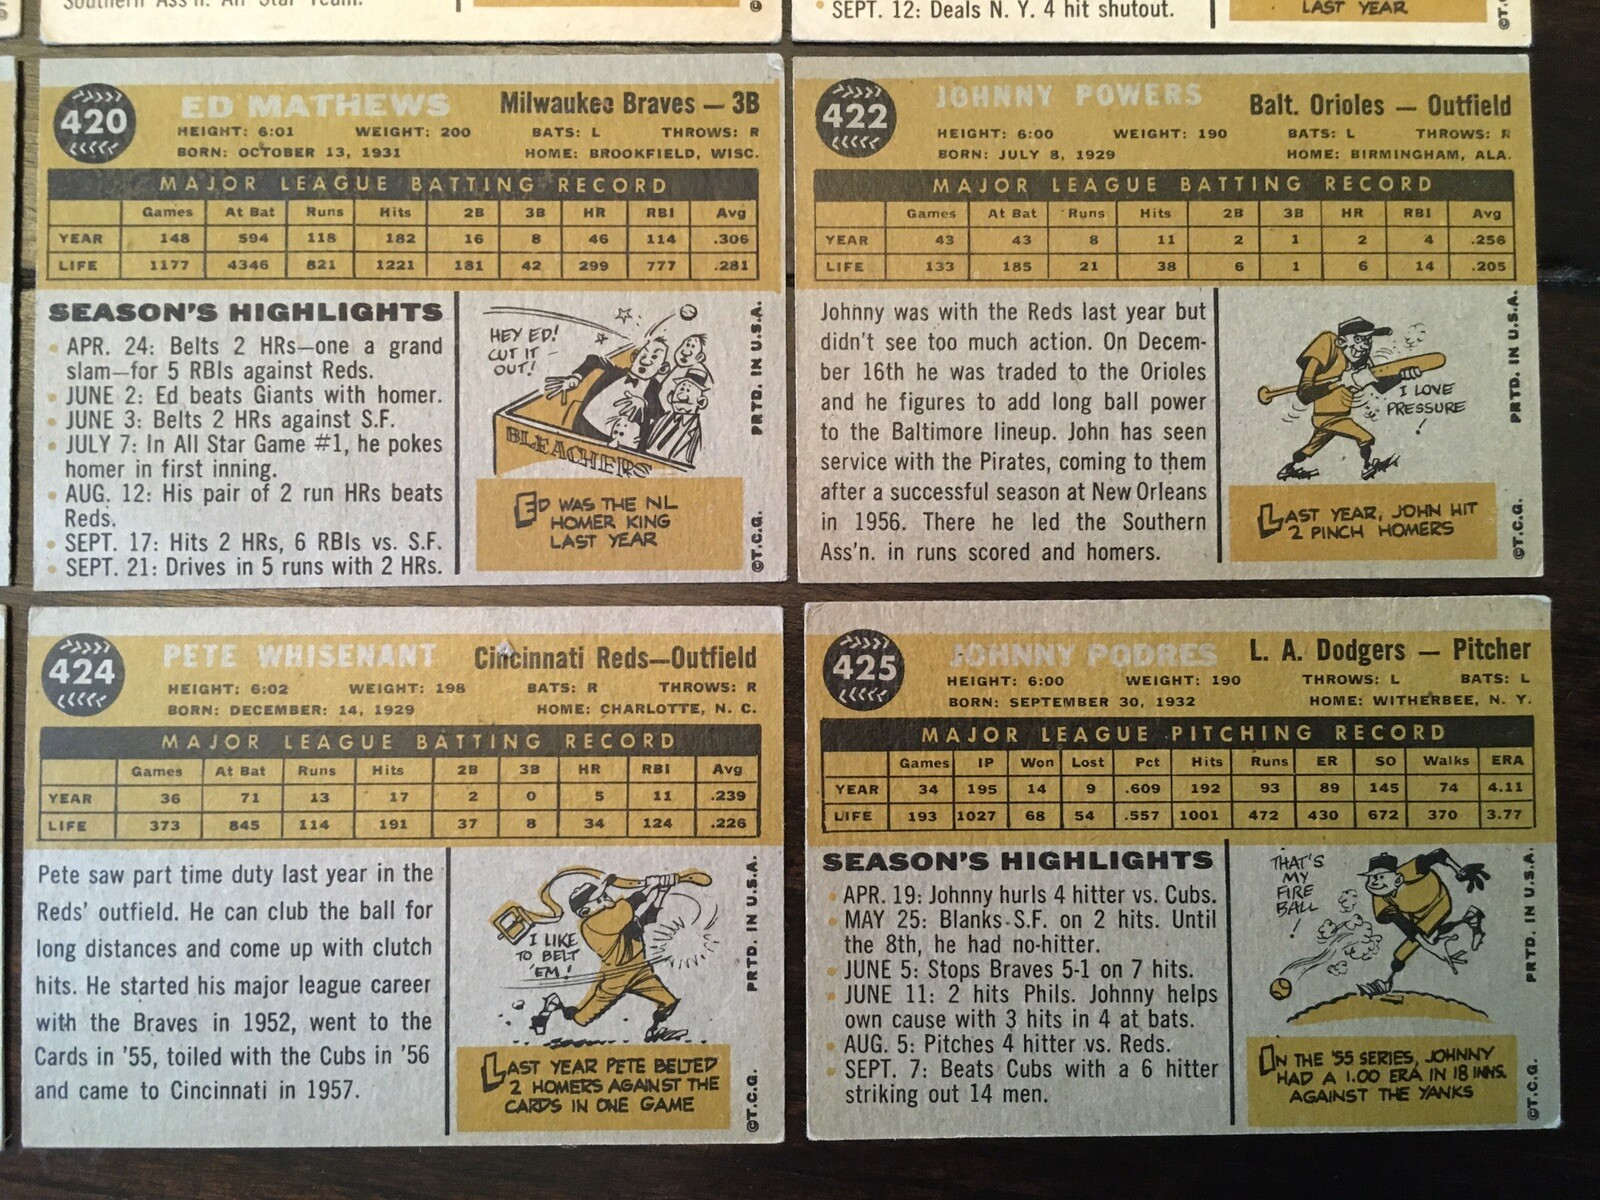 Southern Ass'n. All Star Team.
©
SEPT. 12: Deals N. Y. 4 hit shutout.
LAST YEAR
©T.C.
420
ED MATHEWS
Milwaukee Braves — 3B
HEIGHT: 6:01 WEIGHT: 200 BATS: L THROWS: R
BORN: OCTOBER 13, 1931 HOME: BROOKFIELD, WISC.
MAJOR LEAGUE BATTING RECORD
Games At Bat Runs Hits 2B 3B HR RBI Avg
YEAR 148 594 118 182 16 8 46 114 .306
LIFE 1177 4346 821 1221 181 42 299 777 .281
SEASON'S HIGHLIGHTS
• APR. 24: Belts 2 HRs—one a grand
slam—for 5 RBIs against Reds.
• JUNE 2: Ed beats Giants with homer.
• JUNE 3: Belts 2 HRs against S.F.
• JULY 7: In All Star Game #1, he pokes
homer in first inning.
• AUG. 12: His pair of 2 run HRs beats
Reds.
• SEPT. 17: Hits 2 HRs, 6 RBIs vs. S.F.
• SEPT. 21: Drives in 5 runs with 2 HRs.
HEY ED!
CUT IT
OUT!
BLEACHERS
ED WAS THE NL
HOMER KING
LAST YEAR
PRTD. IN U.S.A.
©T.C.G.
422
JOHNNY POWERS
Balt. Orioles — Outfield
HEIGHT: 6:00 WEIGHT: 190 BATS: L THROWS: R
BORN: JULY 8, 1929 HOME: BIRMINGHAM, ALA.
MAJOR LEAGUE BATTING RECORD
Games At Bat Runs Hits 2B 3B HR RBI Avg
YEAR 43 43 8 11 2 1 2 4 .256
LIFE 133 185 21 38 6 1 6 14 .205
Johnny was with the Reds last year but
didn't see too much action. On Decem-
ber 16th he was traded to the Orioles
and he figures to add long ball power
to the Baltimore lineup. John has seen
service with the Pirates, coming to them
after a successful season at New Orleans
in 1956. There he led the Southern
Ass'n. in runs scored and homers.
I LOVE
PRESSURE
!
LAST YEAR, JOHN HIT
2 PINCH HOMERS
PRTD. IN U.S.A.
©T.C.G.
424
PETE WHISENANT
Cincinnati Reds—Outfield
HEIGHT: 6:02 WEIGHT: 198 BATS: R THROWS: R
BORN: DECEMBER: 14, 1929 HOME: CHARLOTTE, N. C.
MAJOR LEAGUE BATTING RECORD
Games At Bat Runs Hits 2B 3B HR RBI Avg
YEAR 36 71 13 17 2 0 5 11 .239
LIFE 373 845 114 191 37 8 34 124 .226
Pete saw part time duty last year in the
Reds' outfield. He can club the ball for
long distances and come up with clutch
hits. He started his major league career
with the Braves in 1952, went to the
Cards in '55, toiled with the Cubs in '56
and came to Cincinnati in 1957.
I LIKE
TO BELT
'EM!
LAST YEAR PETE BELTED
2 HOMERS AGAINST THE
CARDS IN ONE GAME
PRTD. IN U.S.A.
©T.C.G.
425
JOHNNY PODRES
L. A. Dodgers — Pitcher
HEIGHT: 6:00 WEIGHT: 190 THROWS: L BATS: L
BORN: SEPTEMBER 30, 1932 HOME: WITHERBEE, N. Y.
MAJOR LEAGUE PITCHING RECORD
Games IP Won Lost Pct Hits Runs ER SO Walks ERA
YEAR 34 195 14 9 .609 192 93 89 145 74 4.11
LIFE 193 1027 68 54 .557 1001 472 430 672 370 3.77
SEASON'S HIGHLIGHTS
• APR. 19: Johnny hurls 4 hitter vs. Cubs.
• MAY 25: Blanks S.F. on 2 hits. Until
the 8th, he had no-hitter.
• JUNE 5: Stops Braves 5-1 on 7 hits.
• JUNE 11: 2 hits Phils. Johnny helps
own cause with 3 hits in 4 at bats.
• AUG. 5: Pitches 4 hitter vs. Reds.
• SEPT. 7: Beats Cubs with a 6 hitter
striking out 14 men.
THAT'S
MY
FIRE
BALL
!
IN THE '55 SERIES, JOHNNY
HAD A 1.00 ERA IN 18 INNS.
AGAINST THE YANKS
PRTD. IN U.S.A.
©T.C.G.